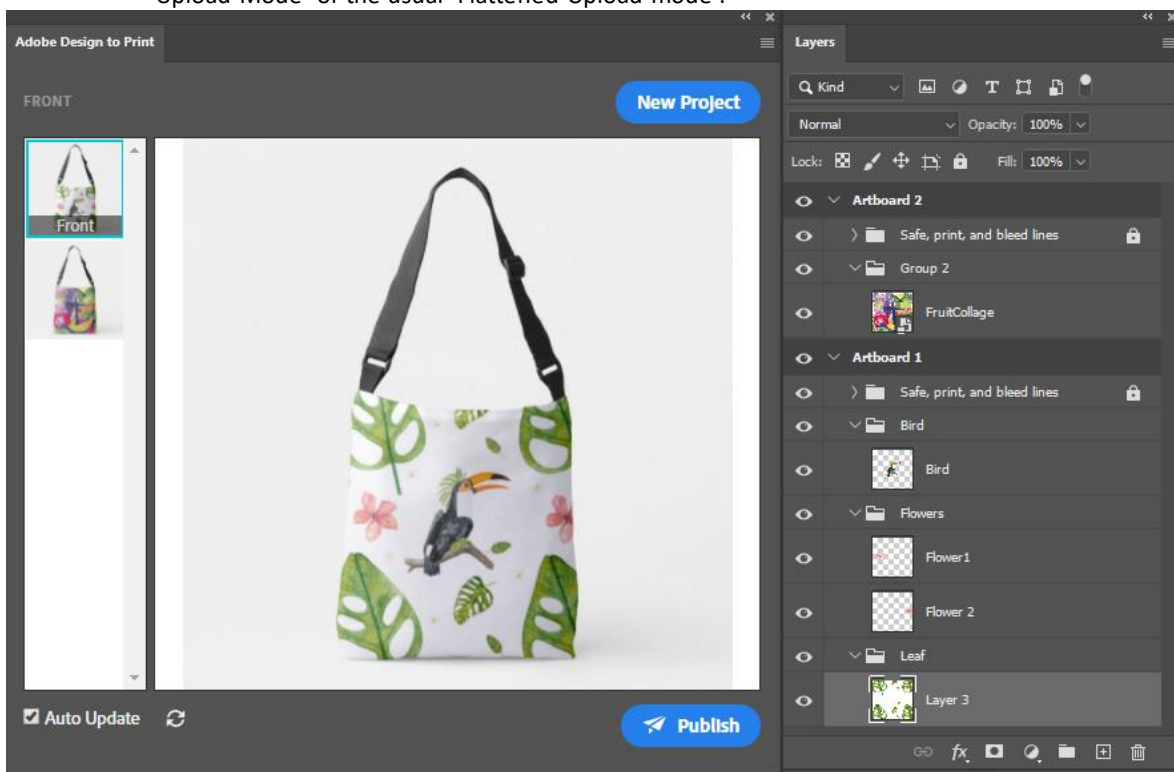 Upload Mode' or the usual 'Flattened Upload mode'.
Adobe Design to Print
FRONT
New Project
Front
Auto Update
Publish
Layers
Kind
Normal
Opacity: 100%
Lock:
Fill: 100%
Artboard 2
Safe, print, and bleed lines
Group 2
FruitCollage
Artboard 1
Safe, print, and bleed lines
Bird
Bird
Flowers
Flower1
Flower 2
Leaf
Layer 3
fx